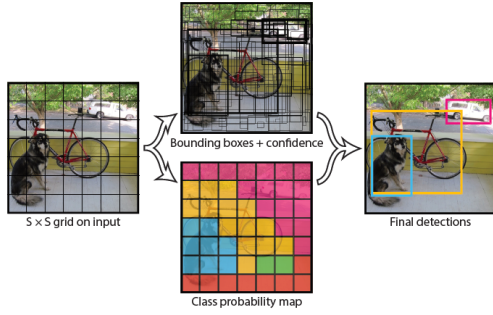 Bounding boxes + confidence
S × S grid on input
Final detections
Class probability map